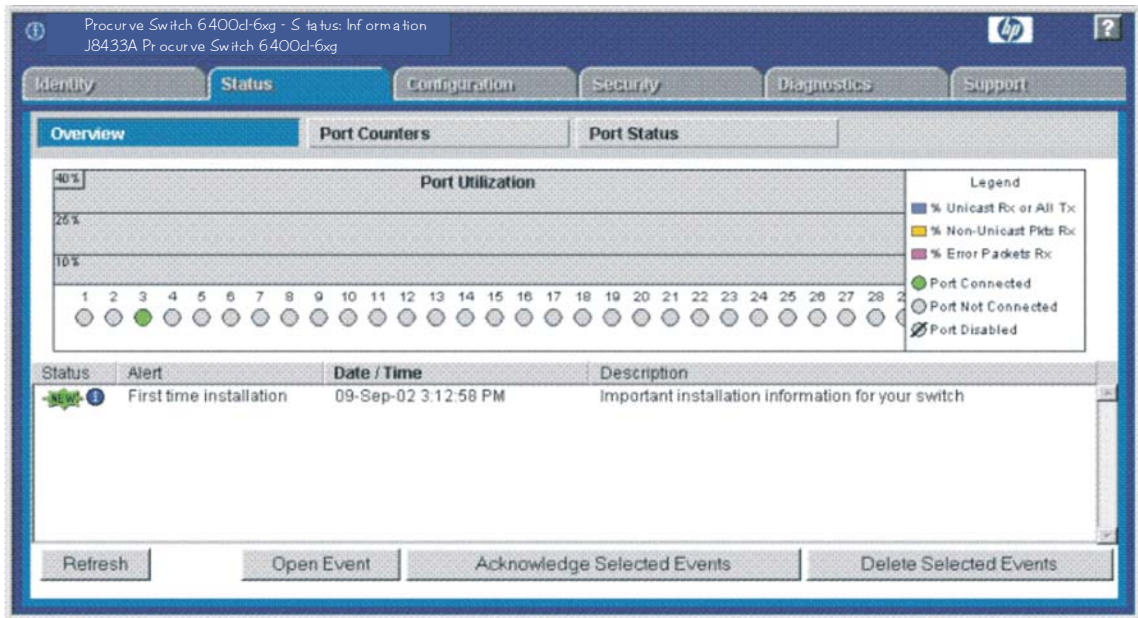 Procurve Switch 6400cl-6xg - Status: Information
J8433A Procurve Switch 6400cl-6xg
hp
?
Identity Status Configuration Security Diagnostics Support
Overview Port Counters Port Status
40%
Port Utilization
25%
10%
1 2 3 4 5 6 7 8 9 10 11 12 13 14 15 16 17 18 19 20 21 22 23 24 25 26 27 28 2
Legend
% Unicast Rx or All Tx
% Non-Unicast Pkts Rx
% Error Packets Rx
Port Connected
Port Not Connected
Port Disabled
Status Alert Date / Time Description
NEW! First time installation 09-Sep-02 3:12:58 PM Important installation information for your switch
Refresh Open Event Acknowledge Selected Events Delete Selected Events